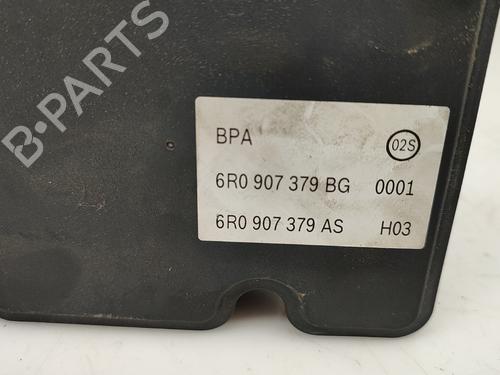 B-PARTS
BPA 02S
6R0 907 379 BG 0001
6R0 907 379 AS H03